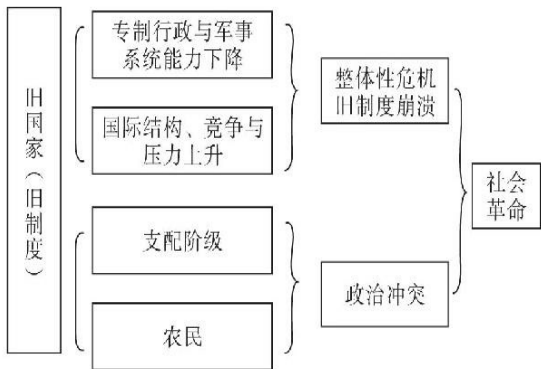 旧国家（旧制度）
专制行政与军事
系统能力下降
国际结构、竞争与
压力上升
支配阶级
农民
整体性危机
旧制度崩溃
政治冲突
社会
革命